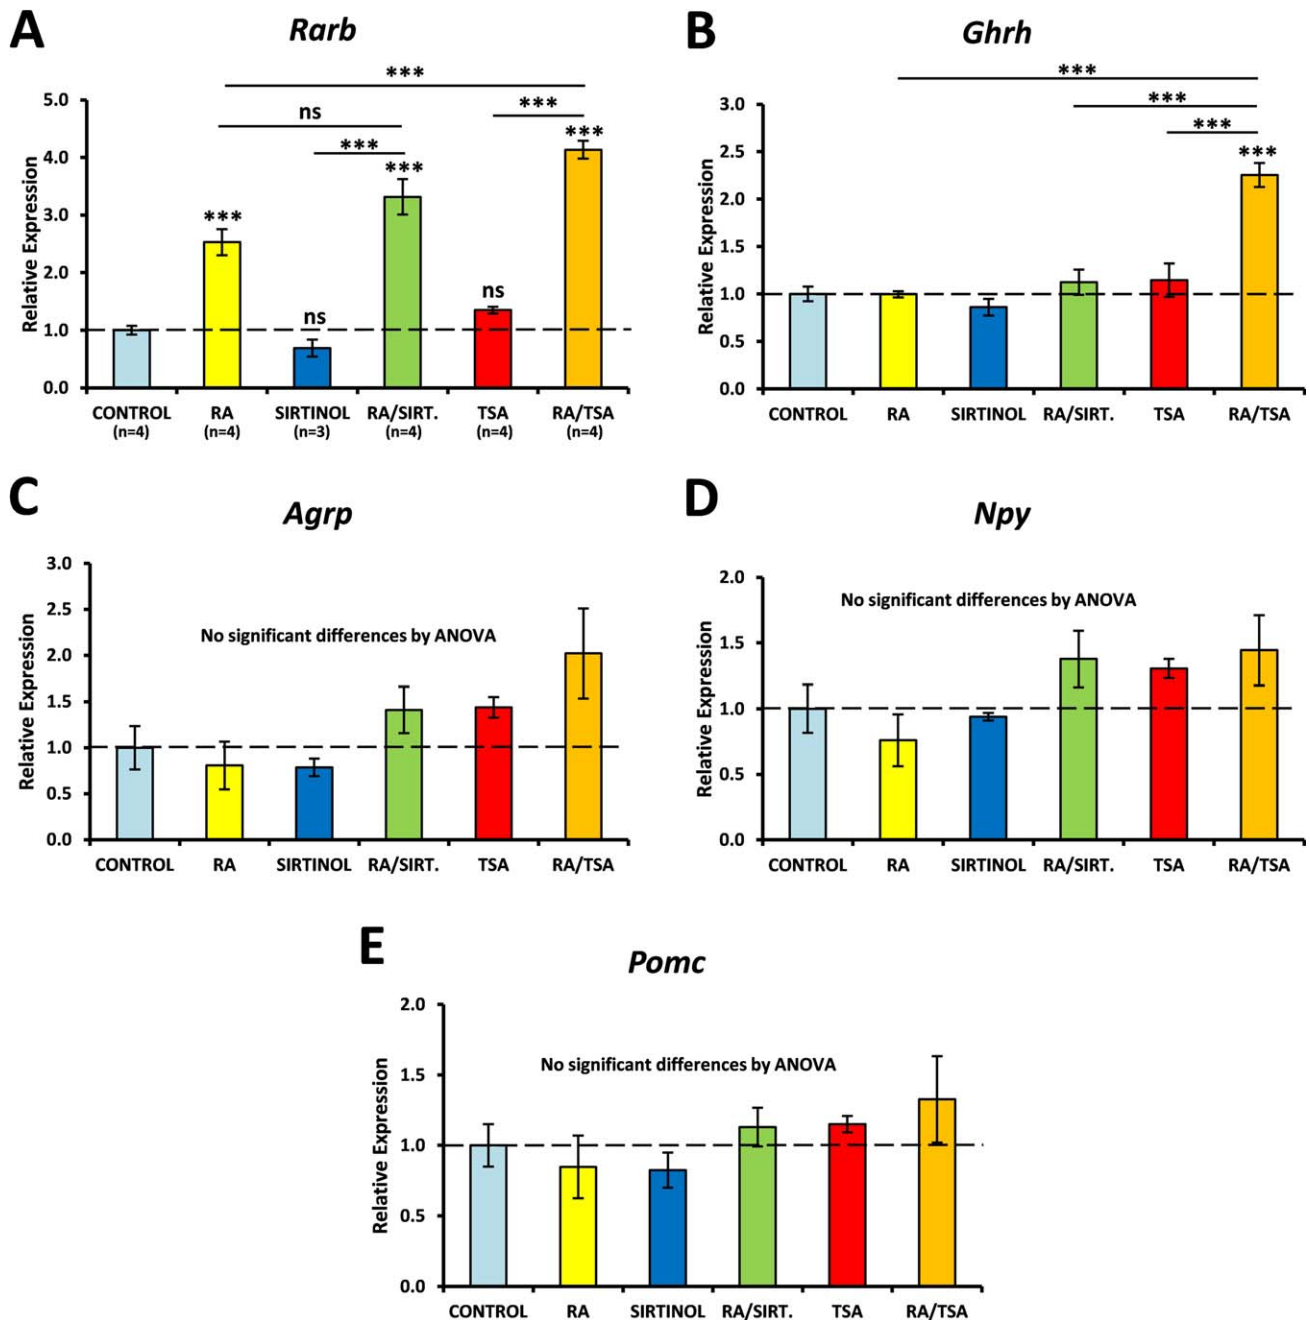 A
Rarb
***
ns
***
***
***
***
***
ns
ns
Relative Expression
5.0
4.0
3.0
2.0
1.0
0.0
CONTROL RA SIRTINOL RA/SIRT. TSA RA/TSA
(n=4) (n=4) (n=3) (n=4) (n=4) (n=4)
B
Ghrh
***
***
***
***
Relative Expression
3.0
2.5
2.0
1.5
1.0
0.5
0.0
CONTROL RA SIRTINOL RA/SIRT. TSA RA/TSA
C
Agrp
No significant differences by ANOVA
Relative Expression
3.0
2.5
2.0
1.5
1.0
0.5
0.0
CONTROL RA SIRTINOL RA/SIRT. TSA RA/TSA
D
Npy
No significant differences by ANOVA
Relative Expression
2.0
1.5
1.0
0.5
0.0
CONTROL RA SIRTINOL RA/SIRT. TSA RA/TSA
E
Pomc
No significant differences by ANOVA
Relative Expression
2.0
1.5
1.0
0.5
0.0
CONTROL RA SIRTINOL RA/SIRT. TSA RA/TSA